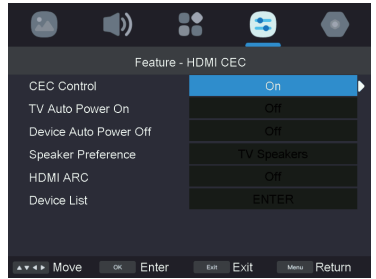 Feature - HDMI CEC
CEC Control On
TV Auto Power On Off
Device Auto Power Off Off
Speaker Preference TV Speakers
HDMI ARC Off
Device List ENTER
Move OK Enter Exit Exit Menu Return